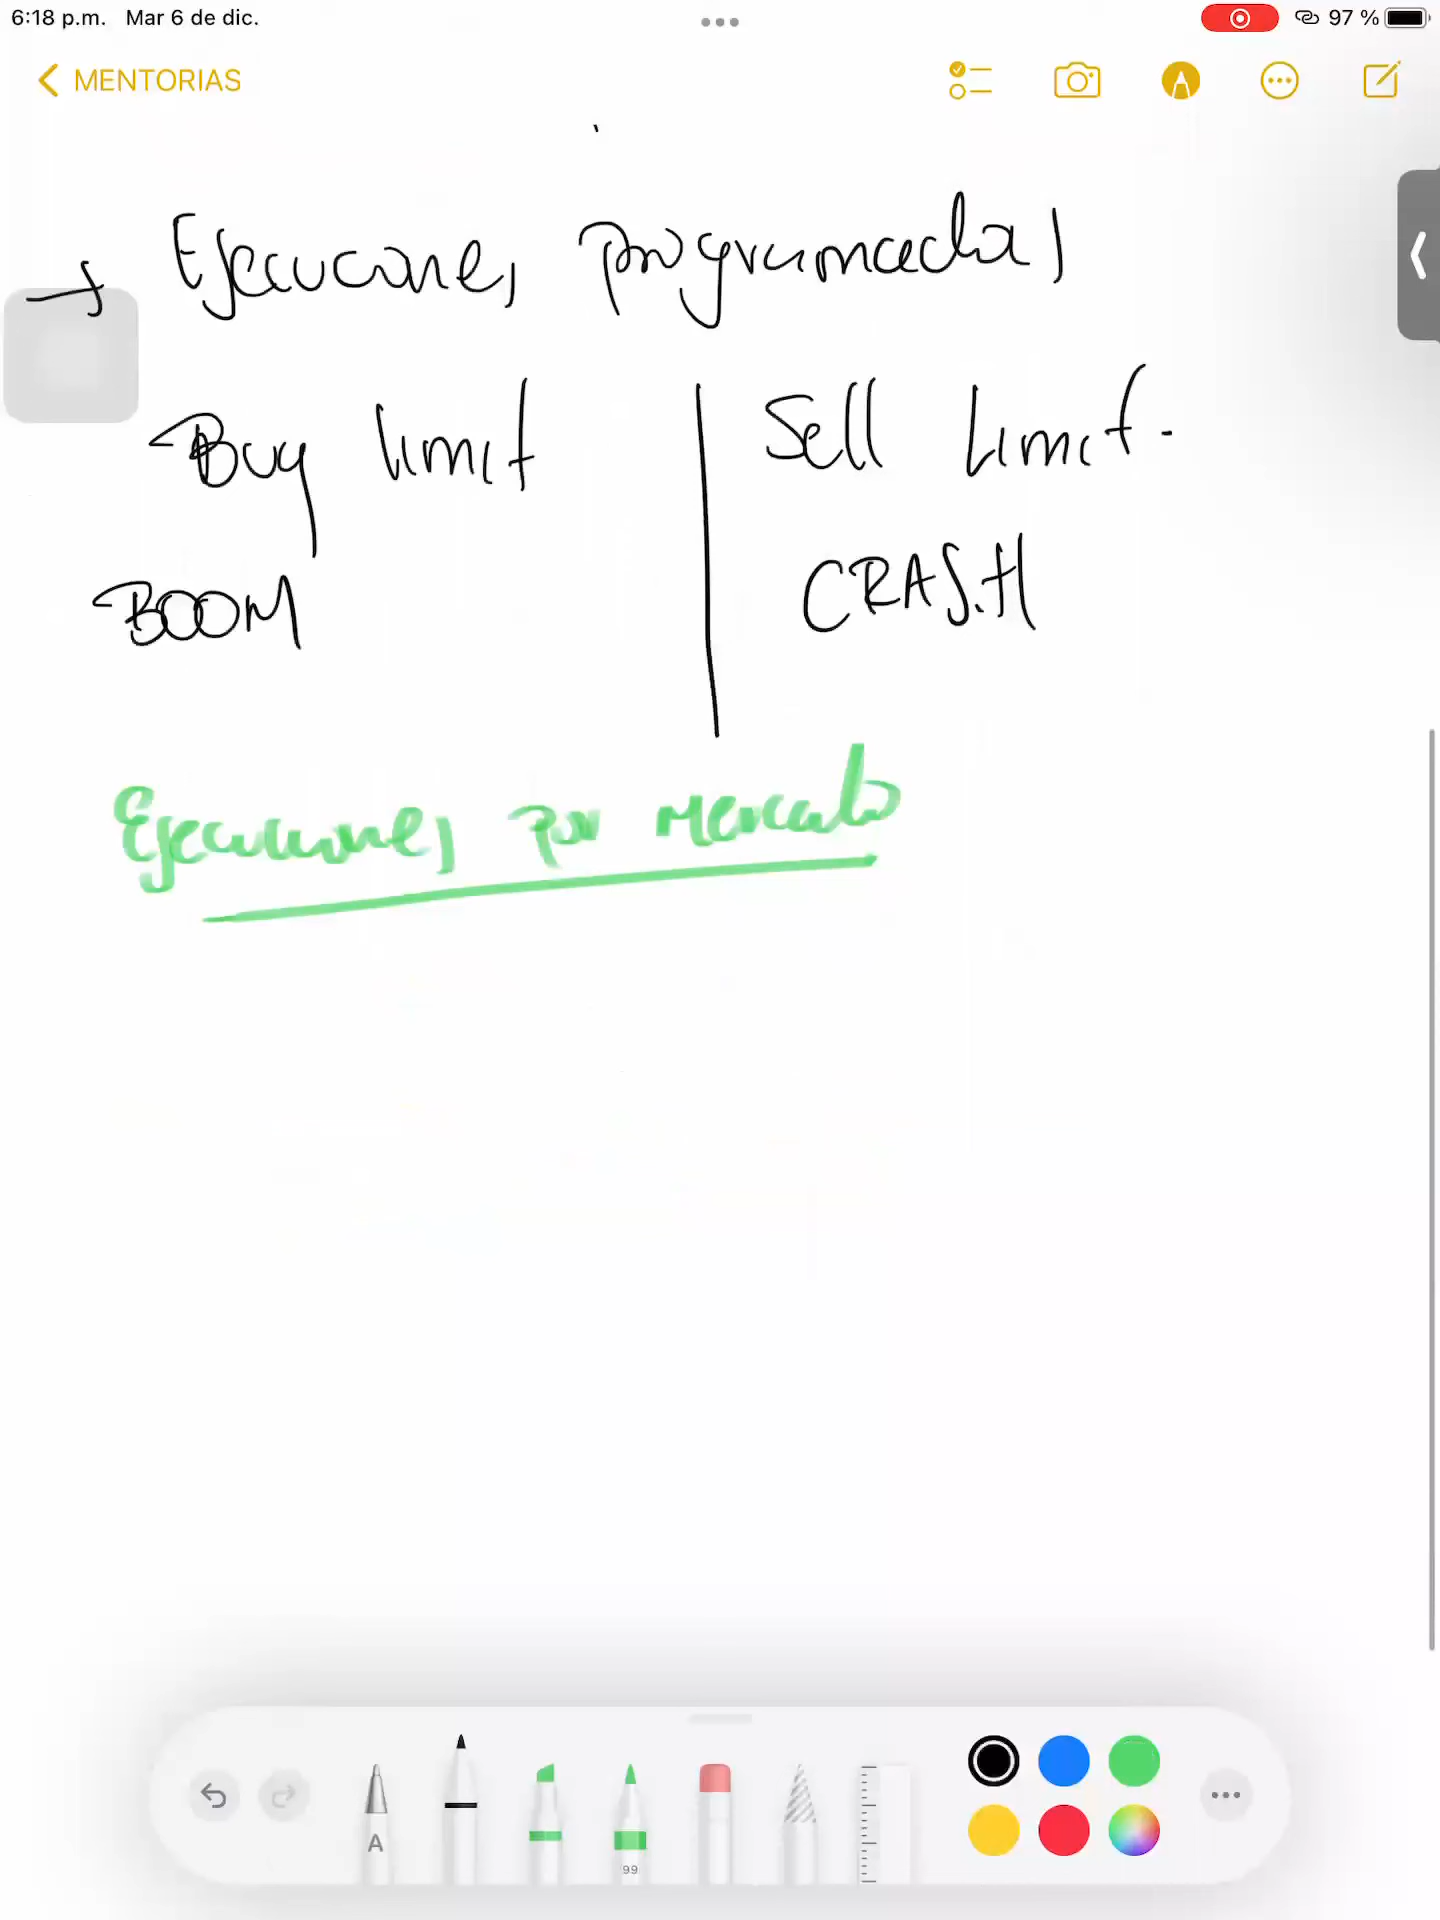 6:18 p.m. Mar 6 de dic. 97 %
MENTORIAS
Ejecuciones programadas
Buy limit Sell limit.
BOOM CRASH
Ejecuciones por mercado
A 99